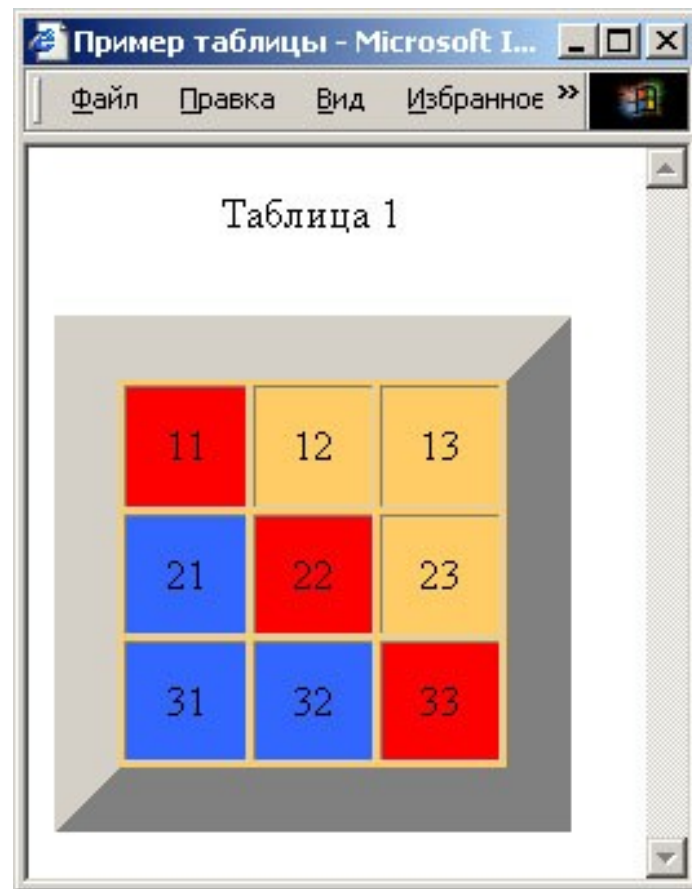 Пример таблицы - Microsoft I...
Файл Правка Вид Избранное »
Таблица 1
11 12 13
21 22 23
31 32 33